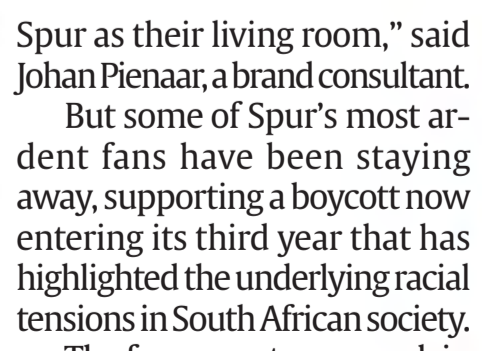 Spur as their living room,” said
Johan Pienaar, a brand consultant.
But some of Spur’s most ar-
dent fans have been staying
away, supporting a boycott now
entering its third year that has
highlighted the underlying racial
tensions in South African society.